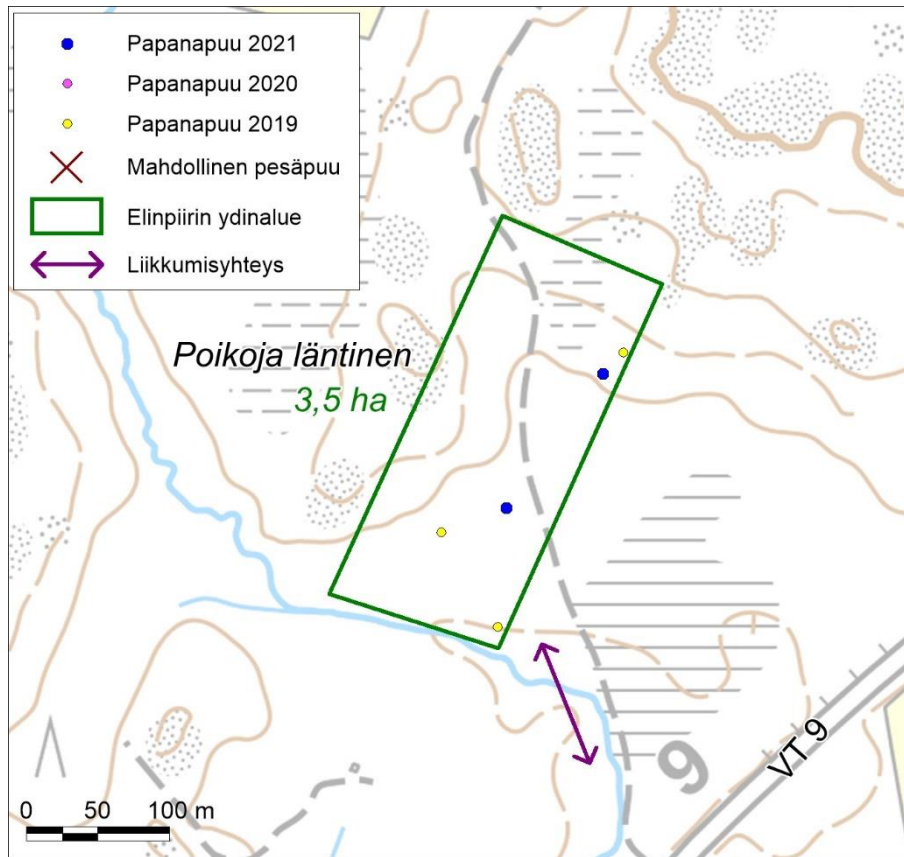 Papanapuu 2021
Papanapuu 2020
Papanapuu 2019
Mahdollinen pesäpuu
Elinpiirin ydinalue
Liikkumisyhteys
Poikoja läntinen
3,5 ha
9
VT 9
0 50 100 m